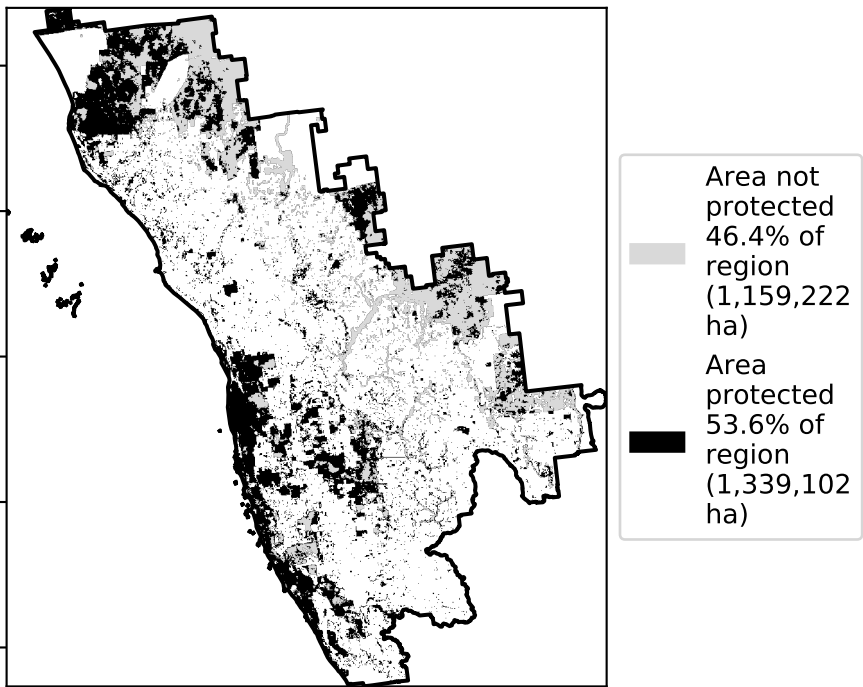 Area not
protected
46.4% of
region
(1,159,222
ha)
Area
protected
53.6% of
region
(1,339,102
ha)